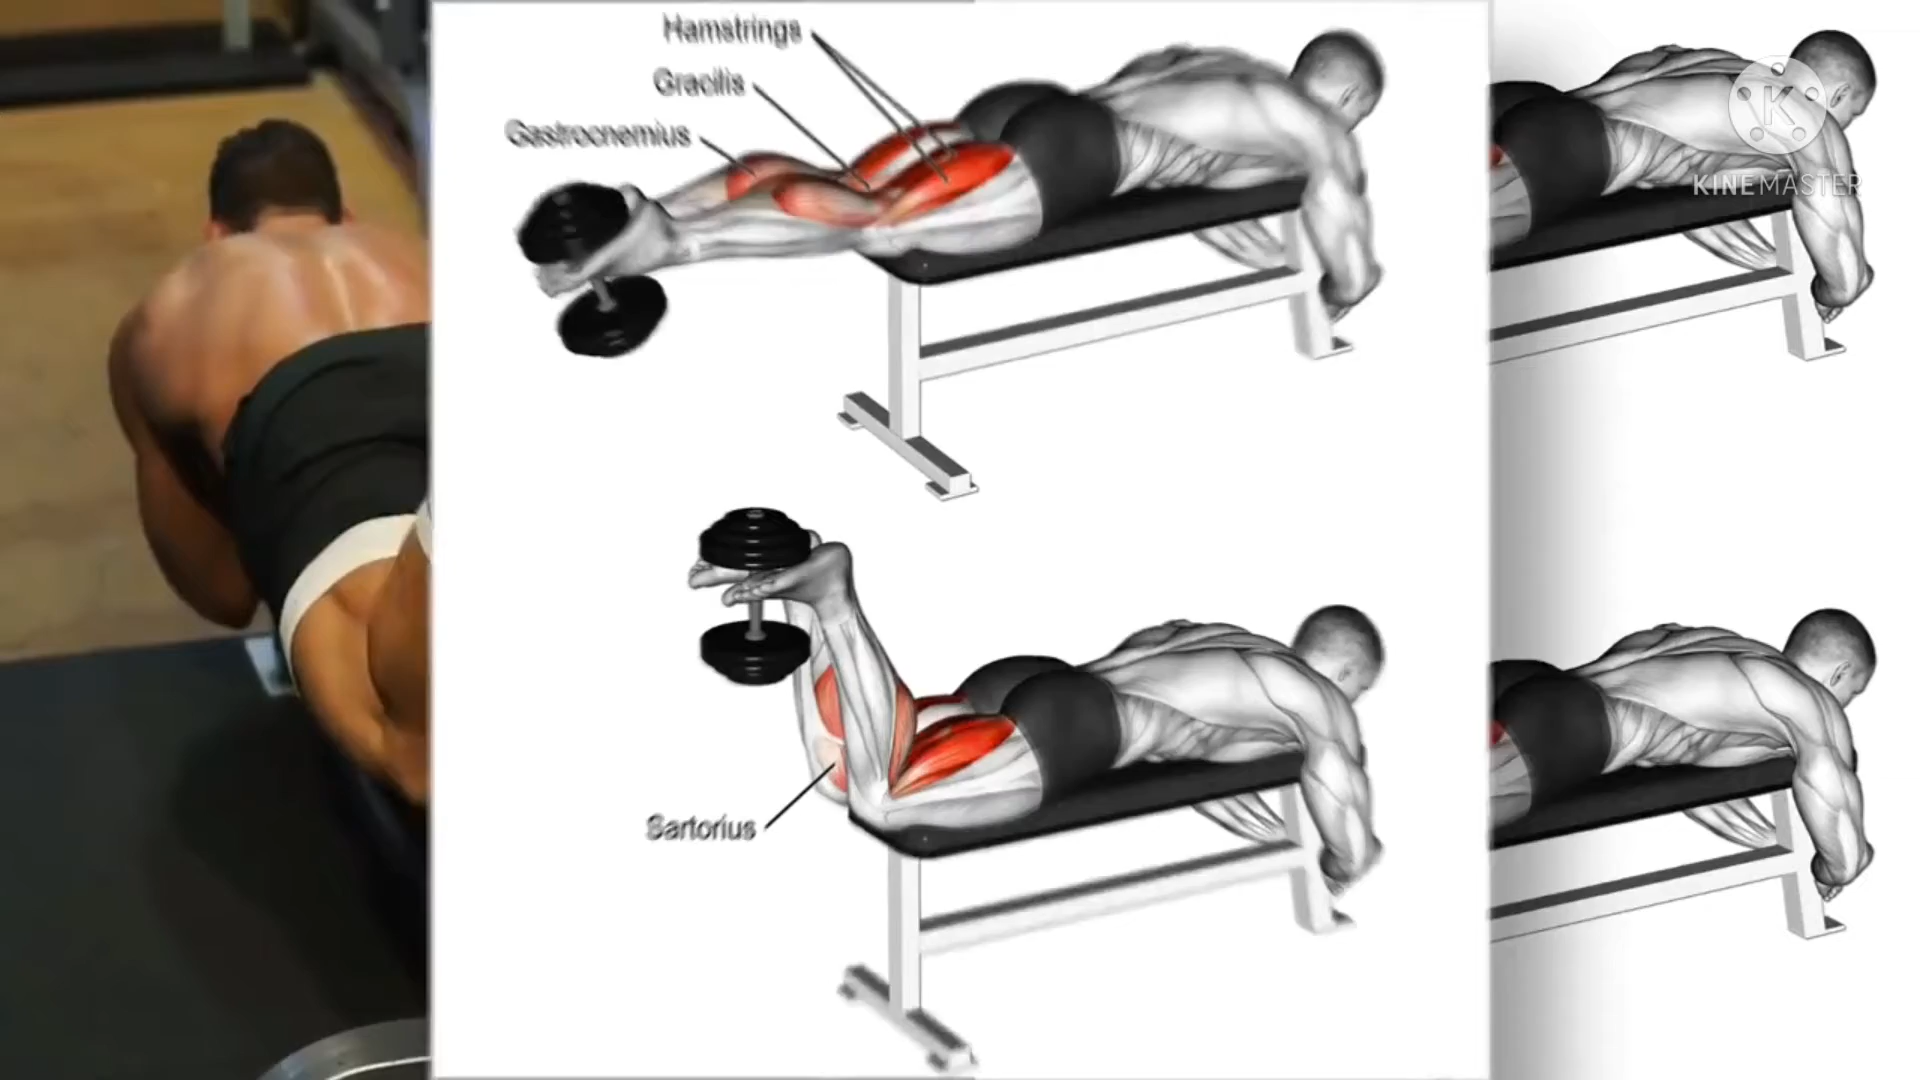 Hamstrings
Gracilis
Gastrocnemius
K
KINEMASTER
Sartorius